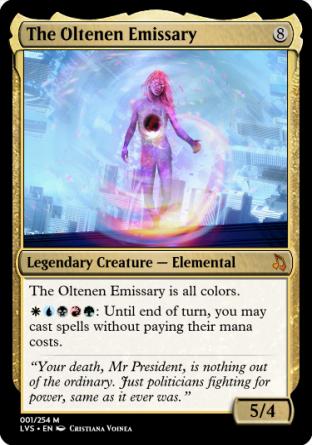 The Oltenen Emissary 8
Legendary Creature — Elemental
The Oltenen Emissary is all colors.
: Until end of turn, you may
cast spells without paying their mana
costs.
“Your death, Mr President, is nothing out
of the ordinary. Just politicians fighting for
power, same as it ever was.”
5/4
001/254 M
LVS • EN Cristiana Voinea